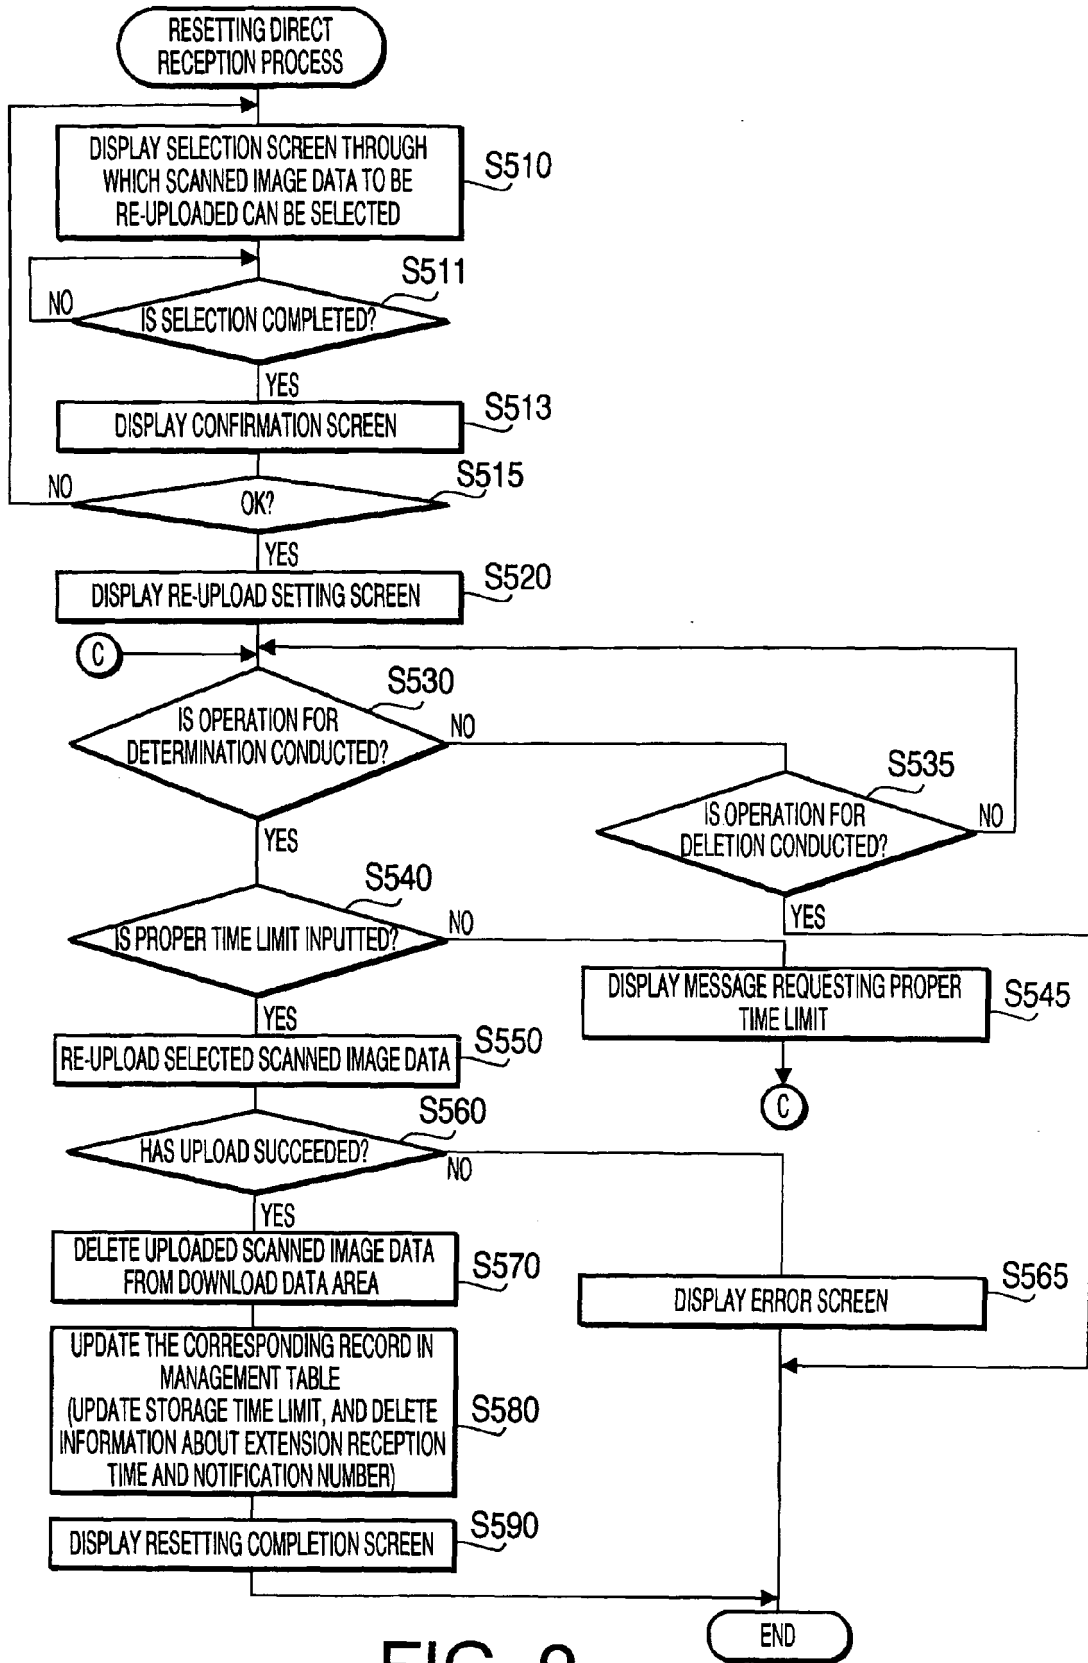 RESETTING DIRECT
RECEPTION PROCESS
DISPLAY SELECTION SCREEN THROUGH
WHICH SCANNED IMAGE DATA TO BE
RE-UPLOADED CAN BE SELECTED
S510
S511
NO
IS SELECTION COMPLETED?
YES
DISPLAY CONFIRMATION SCREEN
S513
NO
S515
OK?
YES
DISPLAY RE-UPLOAD SETTING SCREEN
S520
C
S530
IS OPERATION FOR
DETERMINATION CONDUCTED?
NO
YES
S535
IS OPERATION FOR
DELETION CONDUCTED?
NO
YES
S540
IS PROPER TIME LIMIT INPUTTED?
NO
YES
DISPLAY MESSAGE REQUESTING PROPER
TIME LIMIT
S545
C
RE-UPLOAD SELECTED SCANNED IMAGE DATA
S550
S560
HAS UPLOAD SUCCEEDED?
NO
YES
DELETE UPLOADED SCANNED IMAGE DATA
FROM DOWNLOAD DATA AREA
S570
DISPLAY ERROR SCREEN
S565
UPDATE THE CORRESPONDING RECORD IN
MANAGEMENT TABLE
(UPDATE STORAGE TIME LIMIT, AND DELETE
INFORMATION ABOUT EXTENSION RECEPTION
TIME AND NOTIFICATION NUMBER)
S580
DISPLAY RESETTING COMPLETION SCREEN
S590
END
FIG.